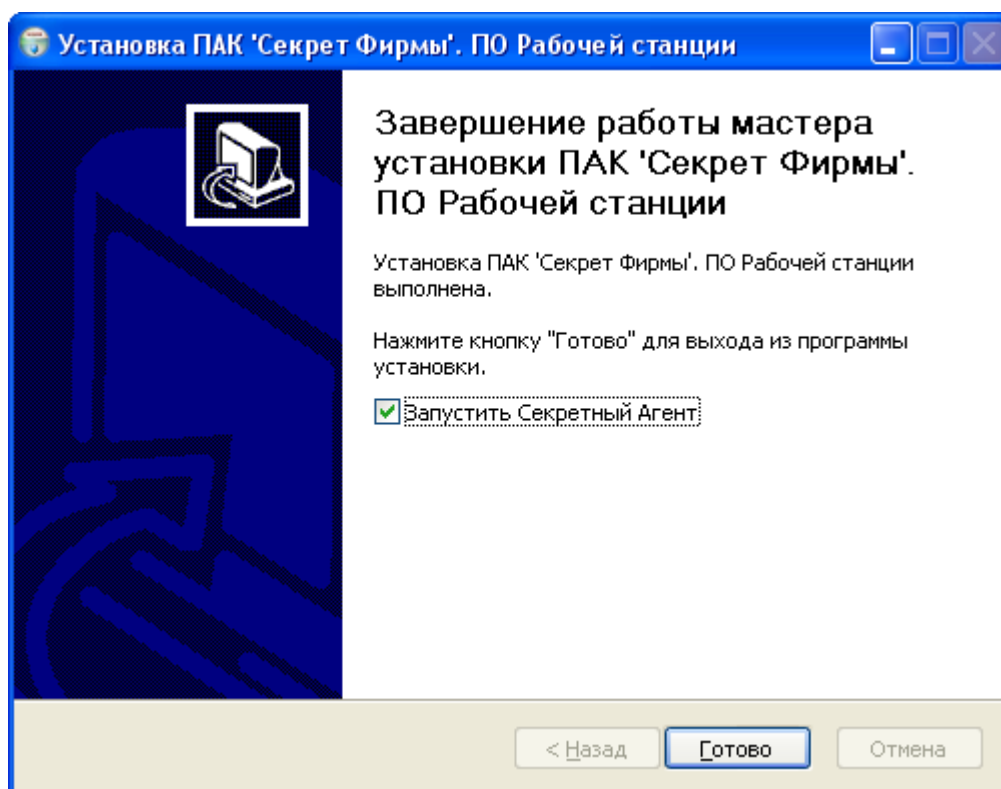 Установка ПАК 'Секрет Фирмы'. ПО Рабочей станции
Завершение работы мастера
установки ПАК 'Секрет Фирмы'.
ПО Рабочей станции
Установка ПАК 'Секрет Фирмы'. ПО Рабочей станции
выполнена.
Нажмите кнопку "Готово" для выхода из программы
установки.
Запустить Секретный Агент
< Назад Готово Отмена